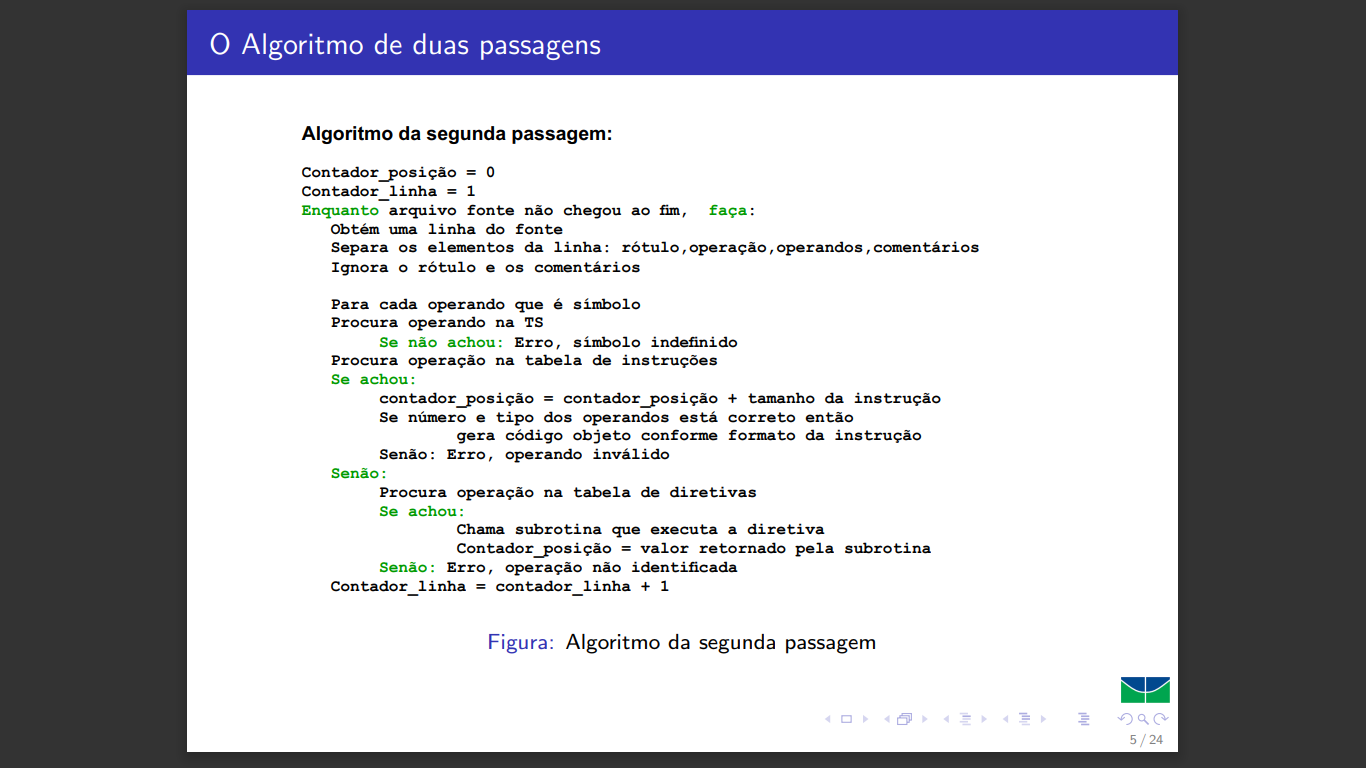 O Algoritmo de duas passagens
Algoritmo da segunda passagem:
Contador_posição = 0
Contador_linha = 1
Enquanto arquivo fonte não chegou ao fim, faça:
Obtém uma linha do fonte
Separa os elementos da linha: rótulo,operação,operandos,comentários
Ignora o rótulo e os comentários
Para cada operando que é símbolo
Procura operando na TS
Se não achou: Erro, símbolo indefinido
Procura operação na tabela de instruções
Se achou:
contador_posição = contador_posição + tamanho da instrução
Se número e tipo dos operandos está correto então
gera código objeto conforme formato da instrução
Senão: Erro, operando inválido
Senão:
Procura operação na tabela de diretivas
Se achou:
Chama subrotina que executa a diretiva
Contador_posição = valor retornado pela subrotina
Senão: Erro, operação não identificada
Contador_linha = contador_linha + 1
Figura: Algoritmo da segunda passagem
5 / 24